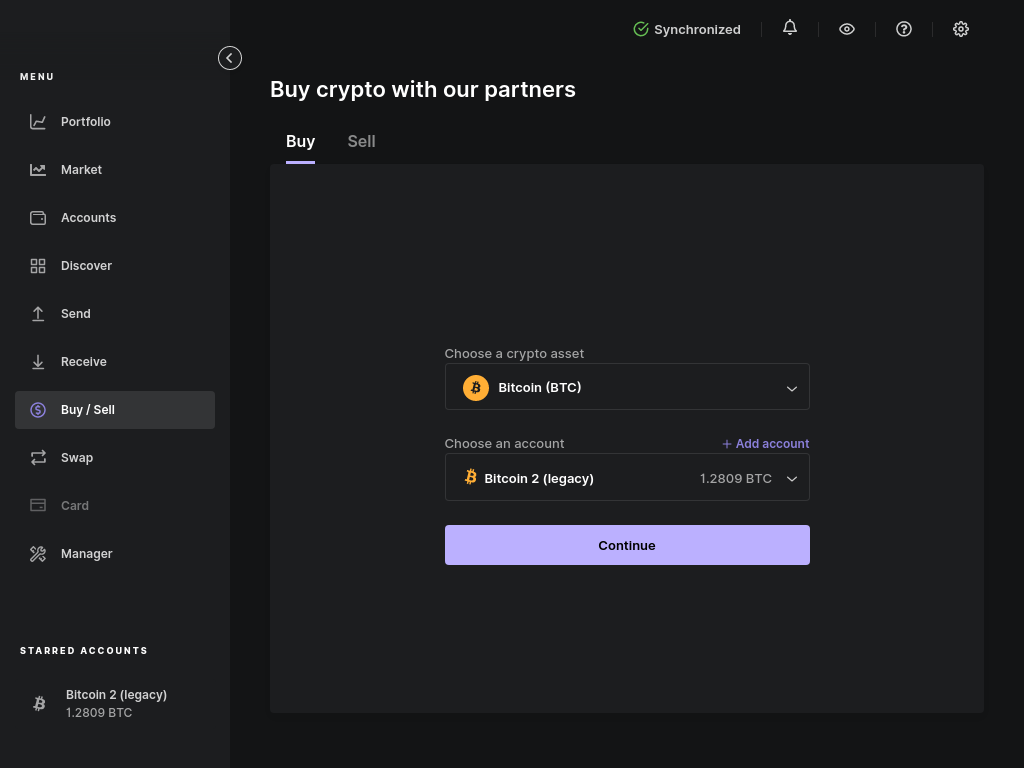 Synchronized
MENU
Portfolio
Market
Accounts
Discover
Send
Receive
Buy / Sell
Swap
Card
Manager
STARRED ACCOUNTS
Bitcoin 2 (legacy)
1.2809 BTC
Buy crypto with our partners
Buy Sell
Choose a crypto asset
Bitcoin (BTC)
Choose an account + Add account
Bitcoin 2 (legacy) 1.2809 BTC
Continue